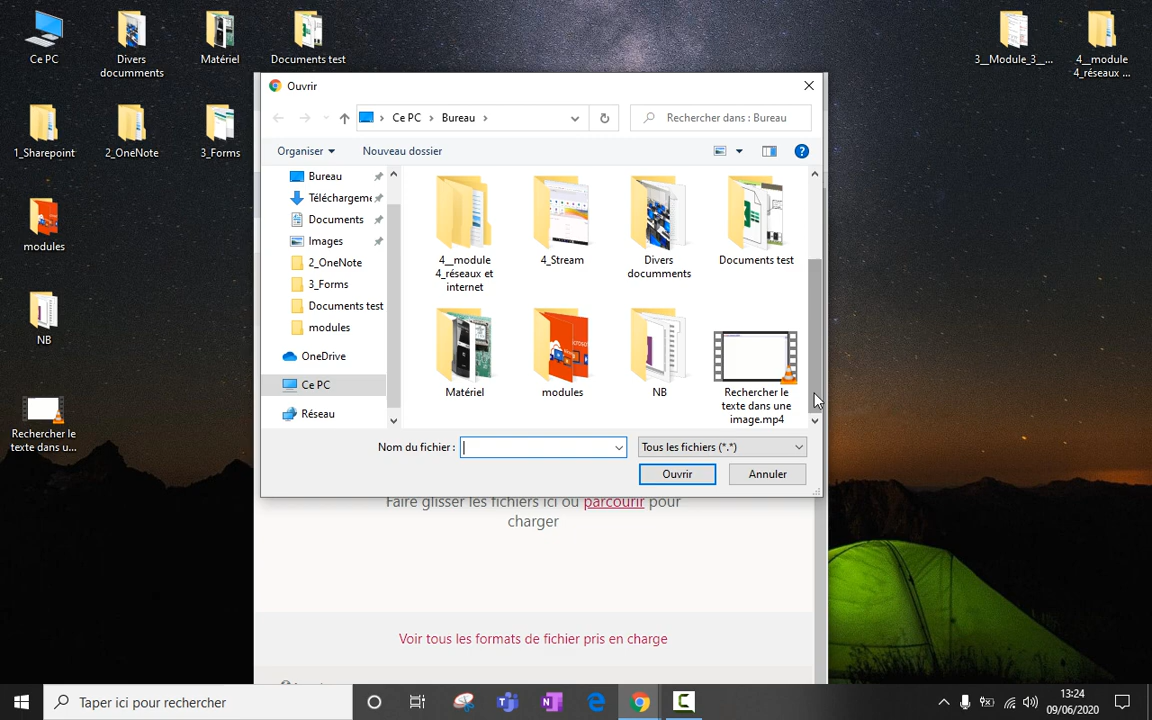 Ce PC
Divers
documments
Matériel
Documents test
3__Module_3__...
4__module
4_réseaux ...
1_Sharepoint
2_OneNote
3_Forms
modules
NB
Rechercher le
texte dans u...
Ouvrir
Ce PC
Bureau
Rechercher dans : Bureau
Organiser
Nouveau dossier
Bureau
Téléchargeme
Documents
Images
2_OneNote
3_Forms
Documents test
modules
OneDrive
Ce PC
Réseau
4__module
4_réseaux et
internet
4_Stream
Divers
documments
Documents test
Matériel
modules
NB
Rechercher le
texte dans une
image.mp4
Nom du fichier :
Tous les fichiers (*.*)
Ouvrir
Annuler
Faire glisser les fichiers ici ou parcourir pour
charger
Voir tous les formats de fichier pris en charge
Taper ici pour rechercher
13:24
09/06/2020